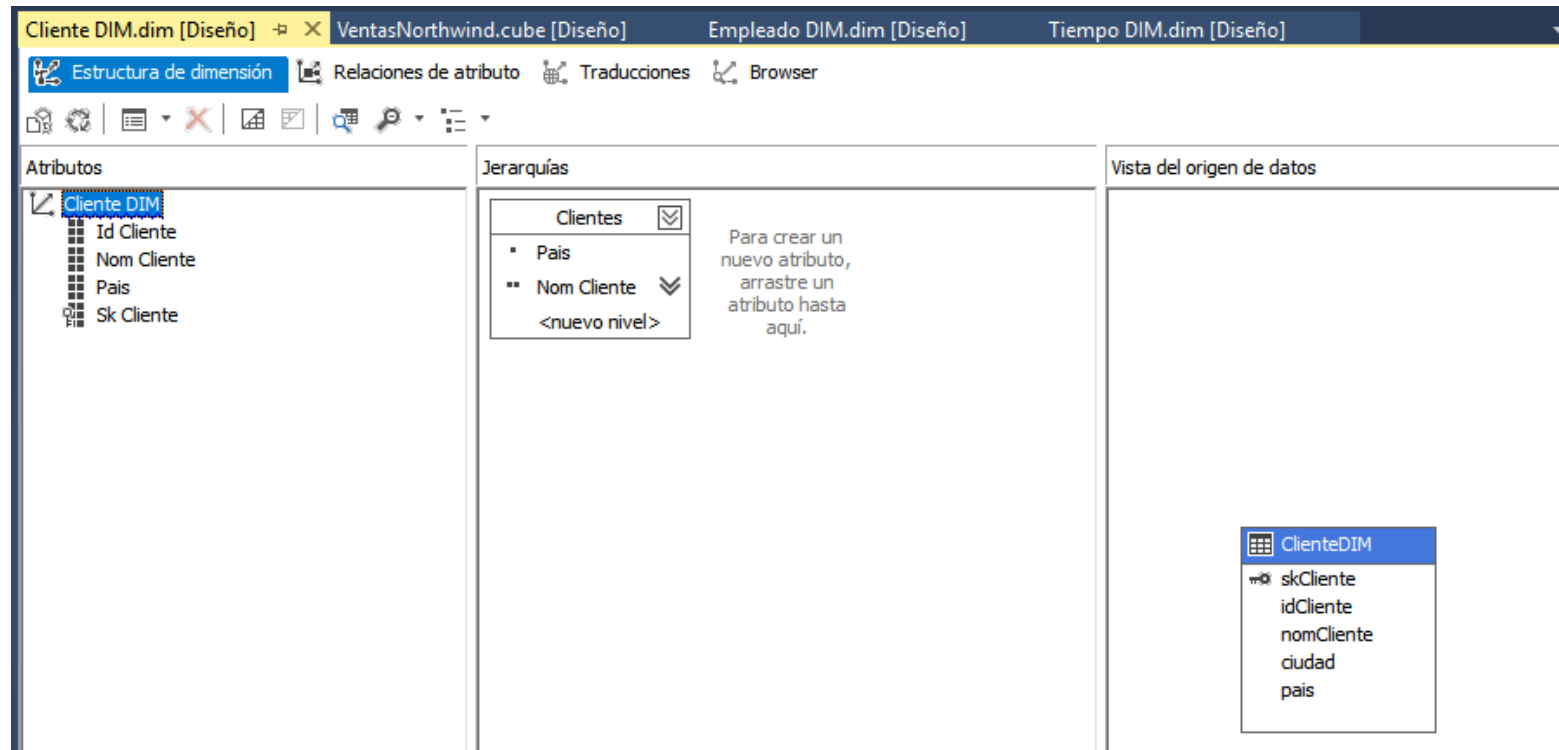 Cliente DIM.dim [Diseño]
VentasNorthwind.cube [Diseño]
Empleado DIM.dim [Diseño]
Tiempo DIM.dim [Diseño]
Estructura de dimensión
Relaciones de atributo
Traducciones
Browser
Atributos
Cliente DIM
Id Cliente
Nom Cliente
Pais
Sk Cliente
Jerarquías
Clientes
Pais
Nom Cliente
<nuevo nivel>
Para crear un
nuevo atributo,
arrastre un
atributo hasta
aquí.
Vista del origen de datos
ClienteDIM
skCliente
idCliente
nomCliente
ciudad
pais